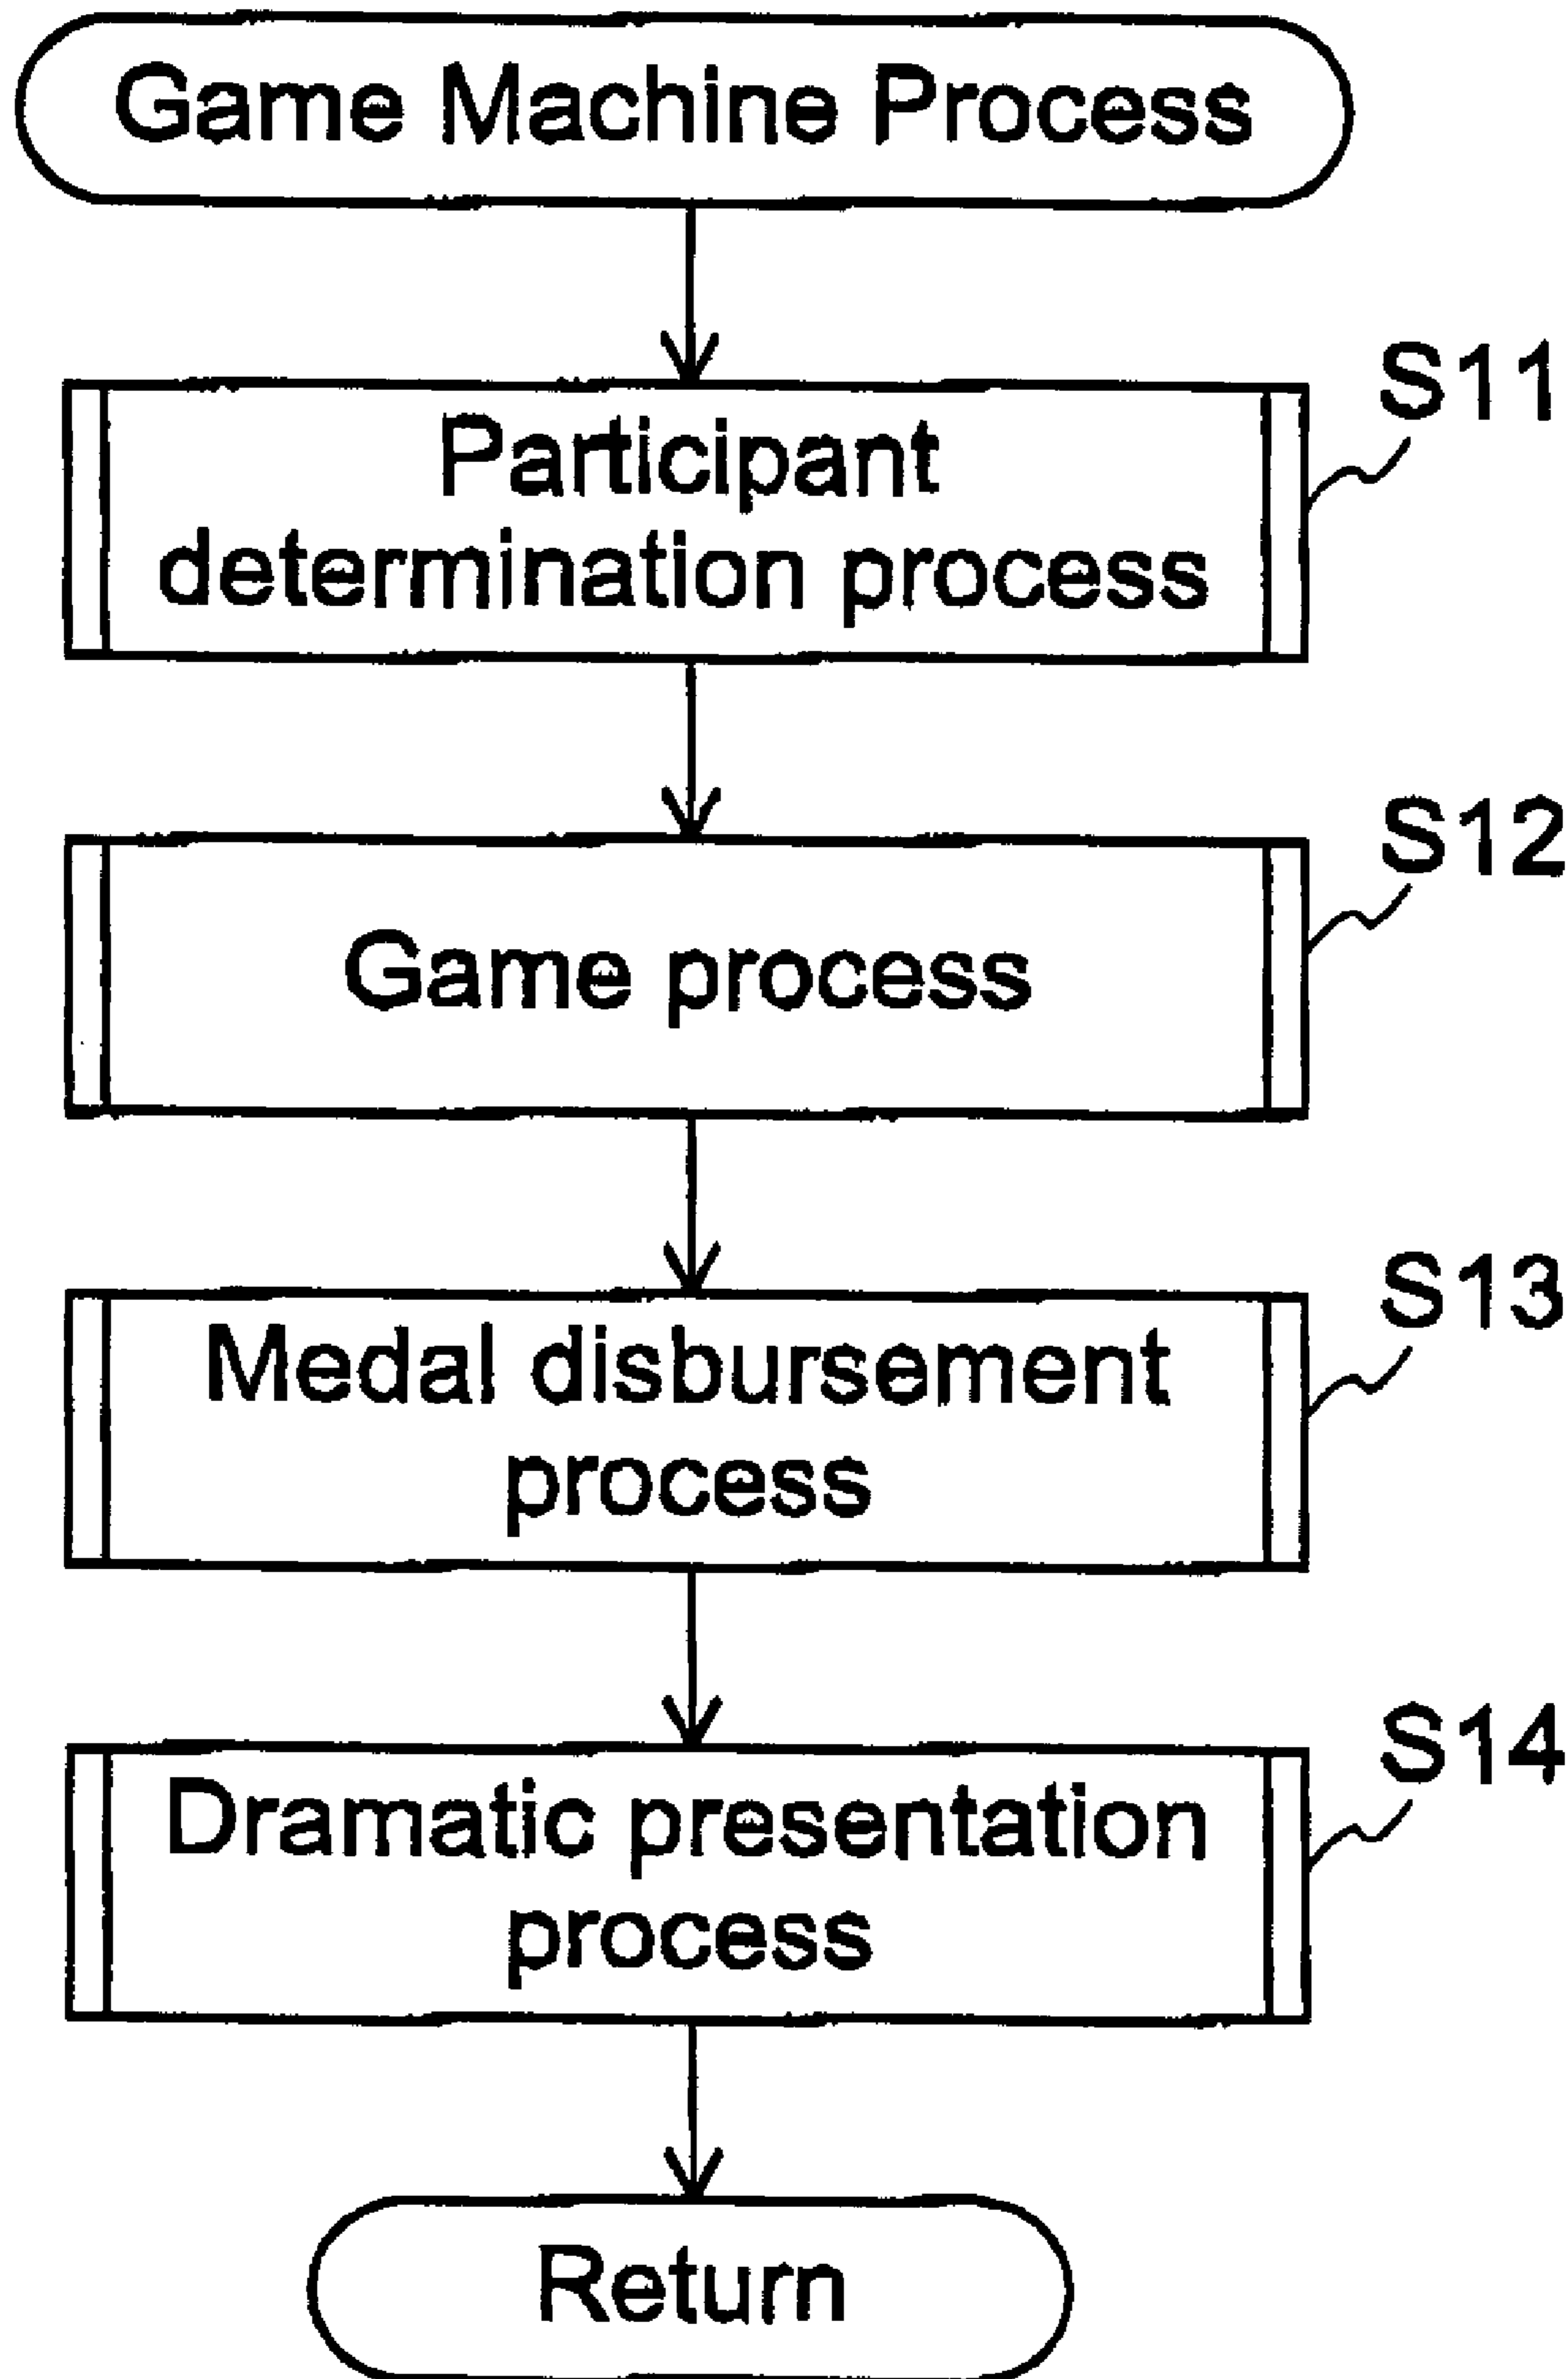 Game Machine Process
S11
Participant
determination process
S12
Game process
S13
Medal disbursement
process
S14
Dramatic presentation
process
Return